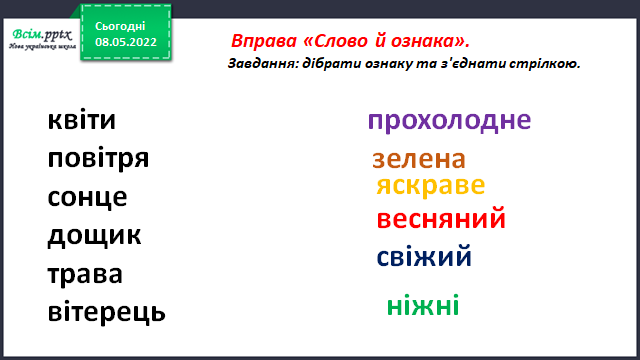 Всім.pptx
Нова українська школа
Сьогодні
08.05.2022
Вправа «Слово й ознака».
Завдання: дібрати ознаку та з'єднати стрілкою.
квіти
повітря
сонце
дощик
трава
вітерець
прохолодне
зелена
яскраве
весняний
свіжий
ніжні